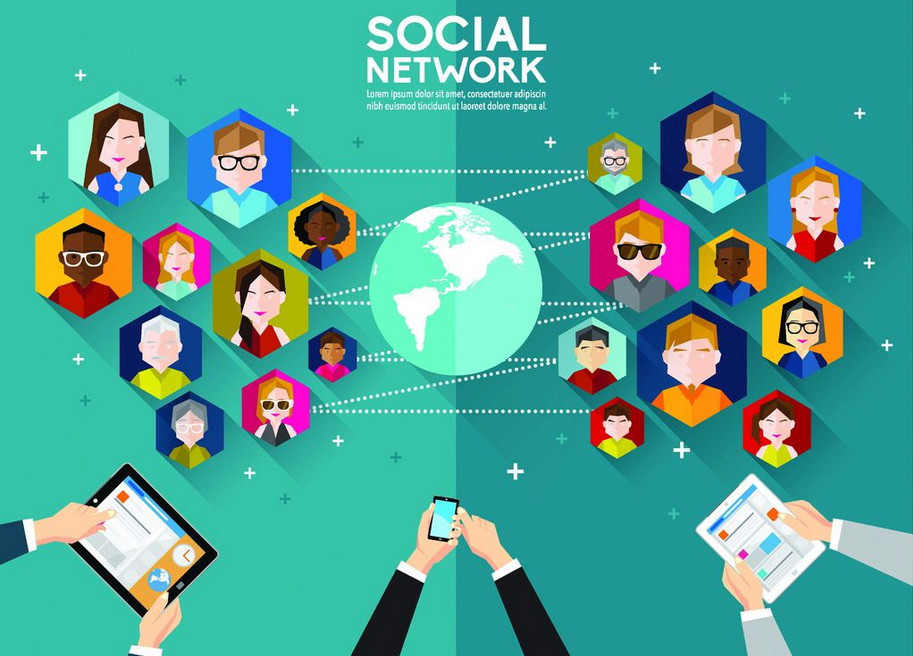 SOCIAL
NETWORK
Lorem ipsum dolor sit amet, consectetuer adipiscin
nibh euismod tincidunt ut laoreet dolore magna al